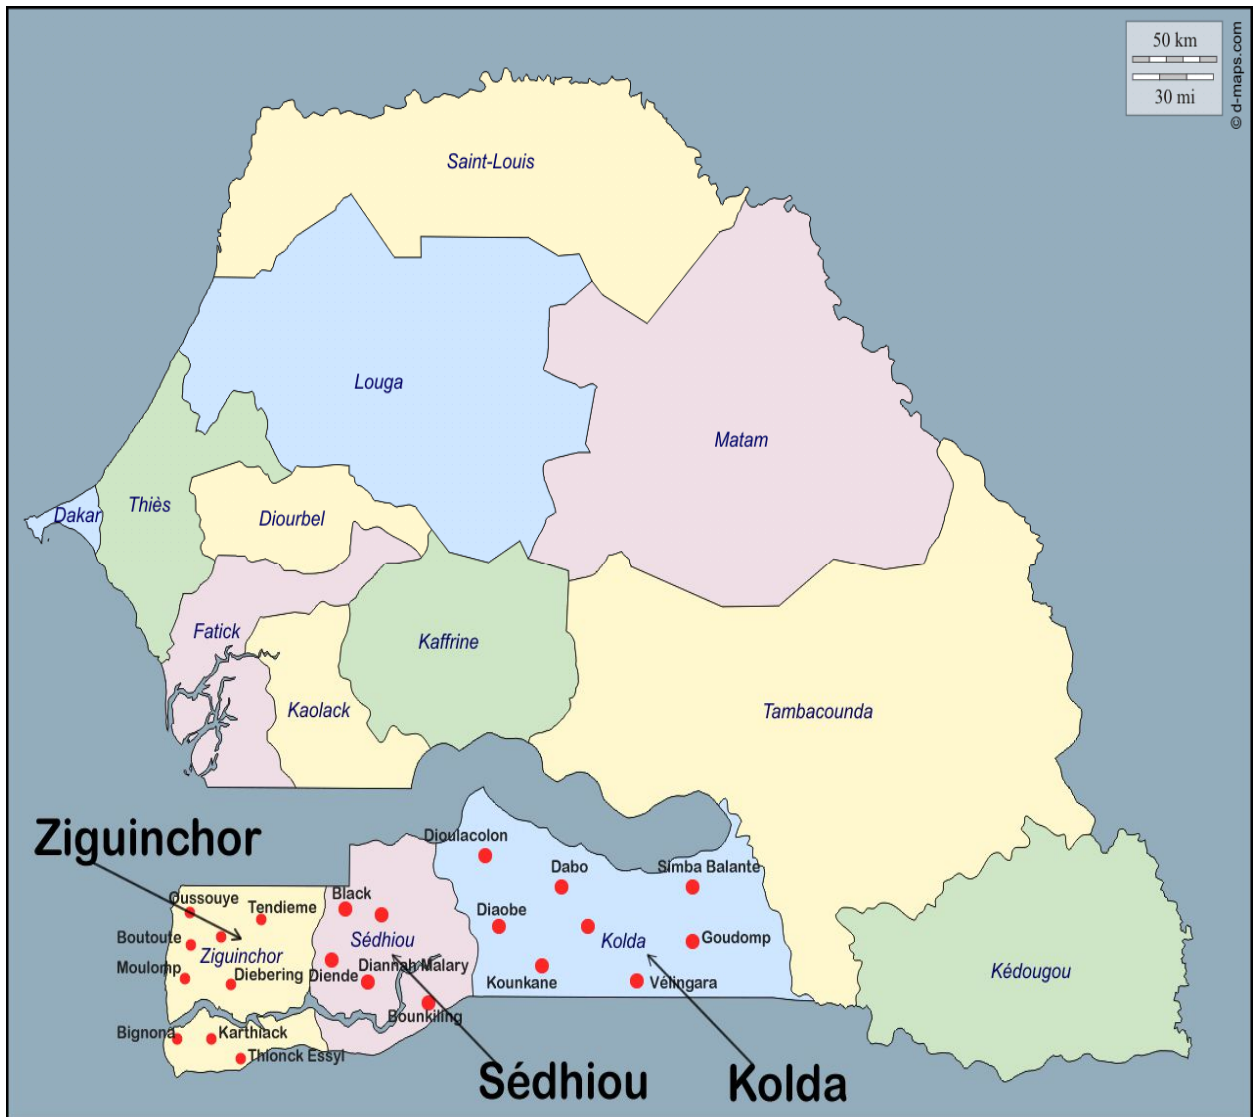 50 km
30 mi
© d-maps.com
Saint-Louis
Louga
Matam
Thiès
Dakar
Diourbel
Fatick
Kaffrine
Kaolack
Tambacounda
Ziguinchor
Dioulacolon
Dabo
Simba Balante
Oussouye
Tendieme
Black
Diaobe
Boutoute
Ziguinchor
Sédhiou
Kolda
Goudomp
Moulomp
Diebering
Diende
Diannah Malary
Kounkane
Vélingara
Kédougou
Bounkiling
Bignona
Karthiack
Thionck Essyl
Sédhiou
Kolda